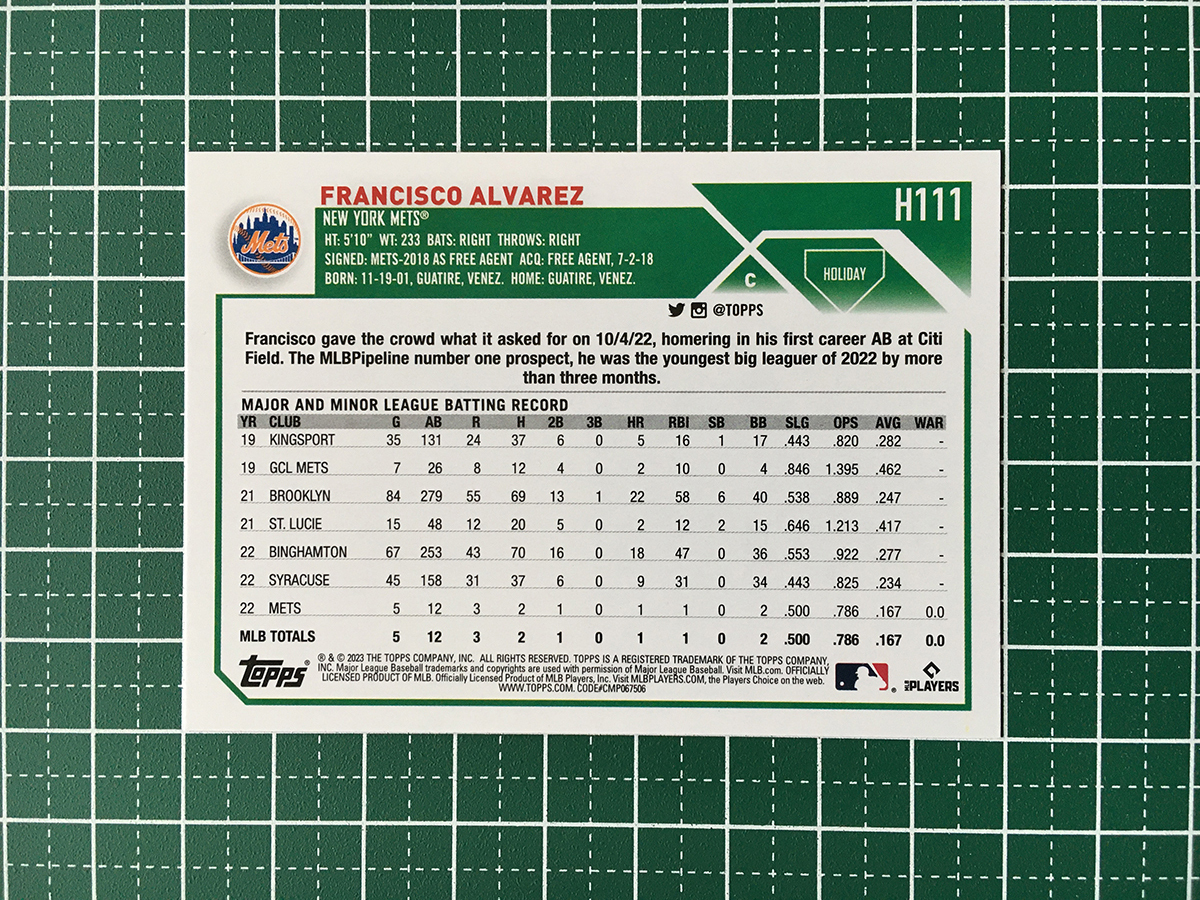 H111
FRANCISCO ALVAREZ
Mets
NEW YORK METS®
HT: 5'10" WT: 233 BATS: RIGHT THROWS: RIGHT
SIGNED: METS-2018 AS FREE AGENT ACQ: FREE AGENT, 7-2-18
BORN: 11-19-01, GUATIRE, VENEZ. HOME: GUATIRE, VENEZ.
C
HOLIDAY
@TOPPS
Francisco gave the crowd what it asked for on 10/4/22, homering in his first career AB at Citi
Field. The MLBPipeline number one prospect, he was the youngest big leaguer of 2022 by more
than three months.
MAJOR AND MINOR LEAGUE BATTING RECORD
YR CLUB G AB R H 2B 3B HR RBI SB BB SLG OPS AVG WAR
19 KINGSPORT 35 131 24 37 6 0 5 16 1 17 .443 .820 .282 -
19 GCL METS 7 26 8 12 4 0 2 10 0 4 .846 1.395 .462 -
21 BROOKLYN 84 279 55 69 13 1 22 58 6 40 .538 .889 .247 -
21 ST. LUCIE 15 48 12 20 5 0 2 12 2 15 .646 1.213 .417 -
22 BINGHAMTON 67 253 43 70 16 0 18 47 0 36 .553 .922 .277 -
22 SYRACUSE 45 158 31 37 6 0 9 31 0 34 .443 .825 .234 -
22 METS 5 12 3 2 1 0 1 1 0 2 .500 .786 .167 0.0
MLB TOTALS 5 12 3 2 1 0 1 1 0 2 .500 .786 .167 0.0
topps®
® & © 2023 THE TOPPS COMPANY, INC. ALL RIGHTS RESERVED. TOPPS IS A REGISTERED TRADEMARK OF THE TOPPS COMPANY,
INC. Major League Baseball trademarks and copyrights are used with permission of Major League Baseball. Visit MLB.com. OFFICIALLY
LICENSED PRODUCT OF MLB. Officially Licensed Product of MLB Players, Inc. Visit MLBPLAYERS.COM, the Players Choice on the web.
WWW.TOPPS.COM. CODE#CMP067506
®
MLB PLAYERS